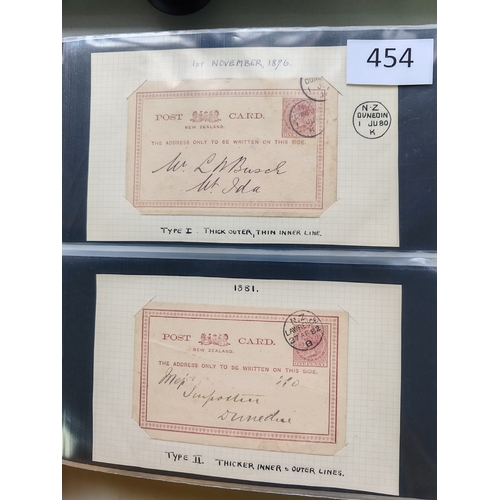 454
1ST NOVEMBER, 1876.
N.Z
DUNEDIN
1 JU 80
K
POST CARD.
NEW ZEALAND.
THE ADDRESS ONLY TO BE WRITTEN ON THIS SIDE
Mr L W Busch
Mt. Ida
TYPE I. THICK OUTER, THIN INNER LINE.
1881.
N.Z
POST CARD.
NEW ZEALAND.
THE ADDRESS ONLY TO BE WRITTEN ON THIS SIDE.
Dunedin
TYPE II. THICKER INNER & OUTER LINES.